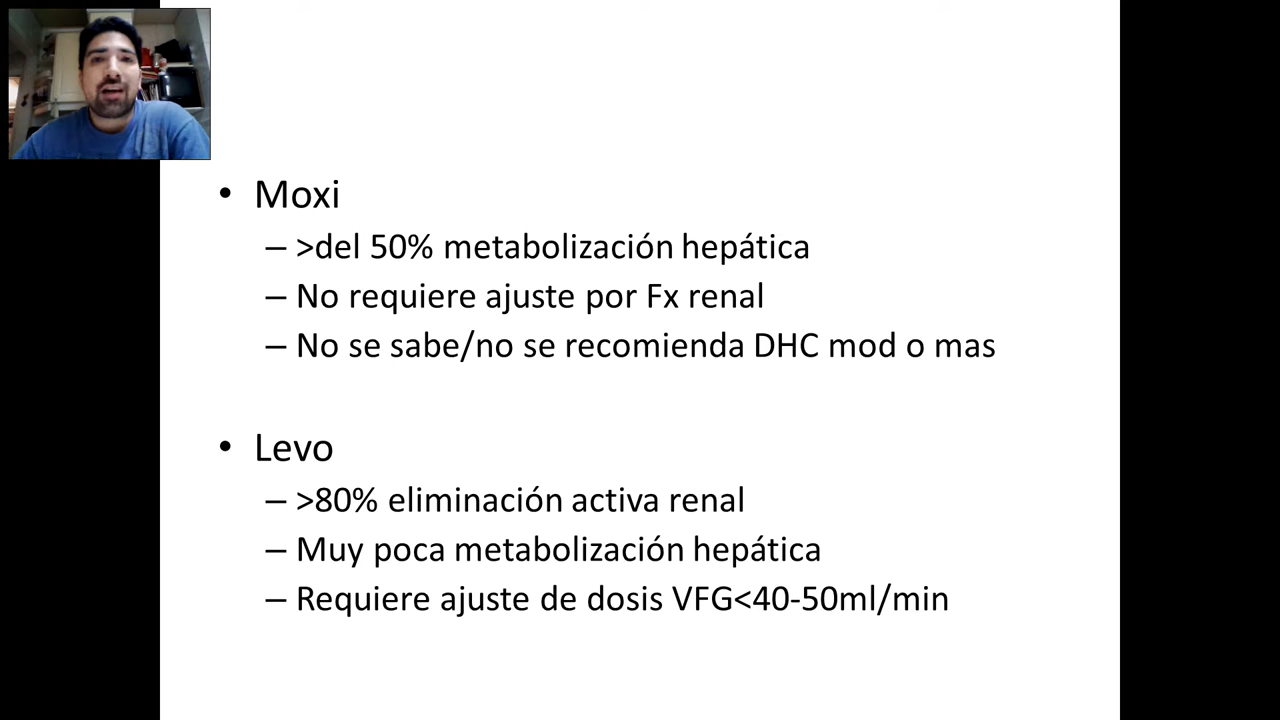 • Moxi
– >del 50% metabolización hepática
– No requiere ajuste por Fx renal
– No se sabe/no se recomienda DHC mod o mas
• Levo
– >80% eliminación activa renal
– Muy poca metabolización hepática
– Requiere ajuste de dosis VFG<40-50ml/min